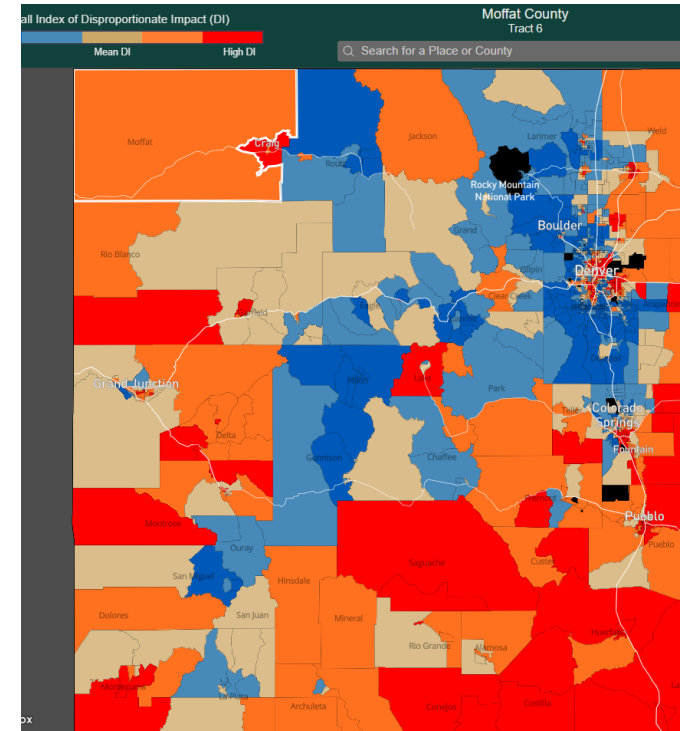 all Index of Disproportionate Impact (DI)
Moffat County
Tract 6
Mean DI
High DI
Search for a Place or County
Moffat
Craig
Routt
Jackson
Larimer
Weld
Rocky Mountain
National Park
Boulder
Grand
Rio Blanco
Gilpin
Denver
Clear Creek
Garfield
Eagle
Arapaho
Grand Junction
Pitkin
Lake
Park
Teller
Colorado
Springs
Fountain
Delta
Gunnison
Chaffee
Fremont
Pueblo
Montrose
Ouray
Saguache
Custer
Pueblo
San Miguel
Hinsdale
Dolores
San Juan
Mineral
Rio Grande
Alamosa
Huerfano
Montezuma
La Plata
Archuleta
Conejos
Costilla
ox